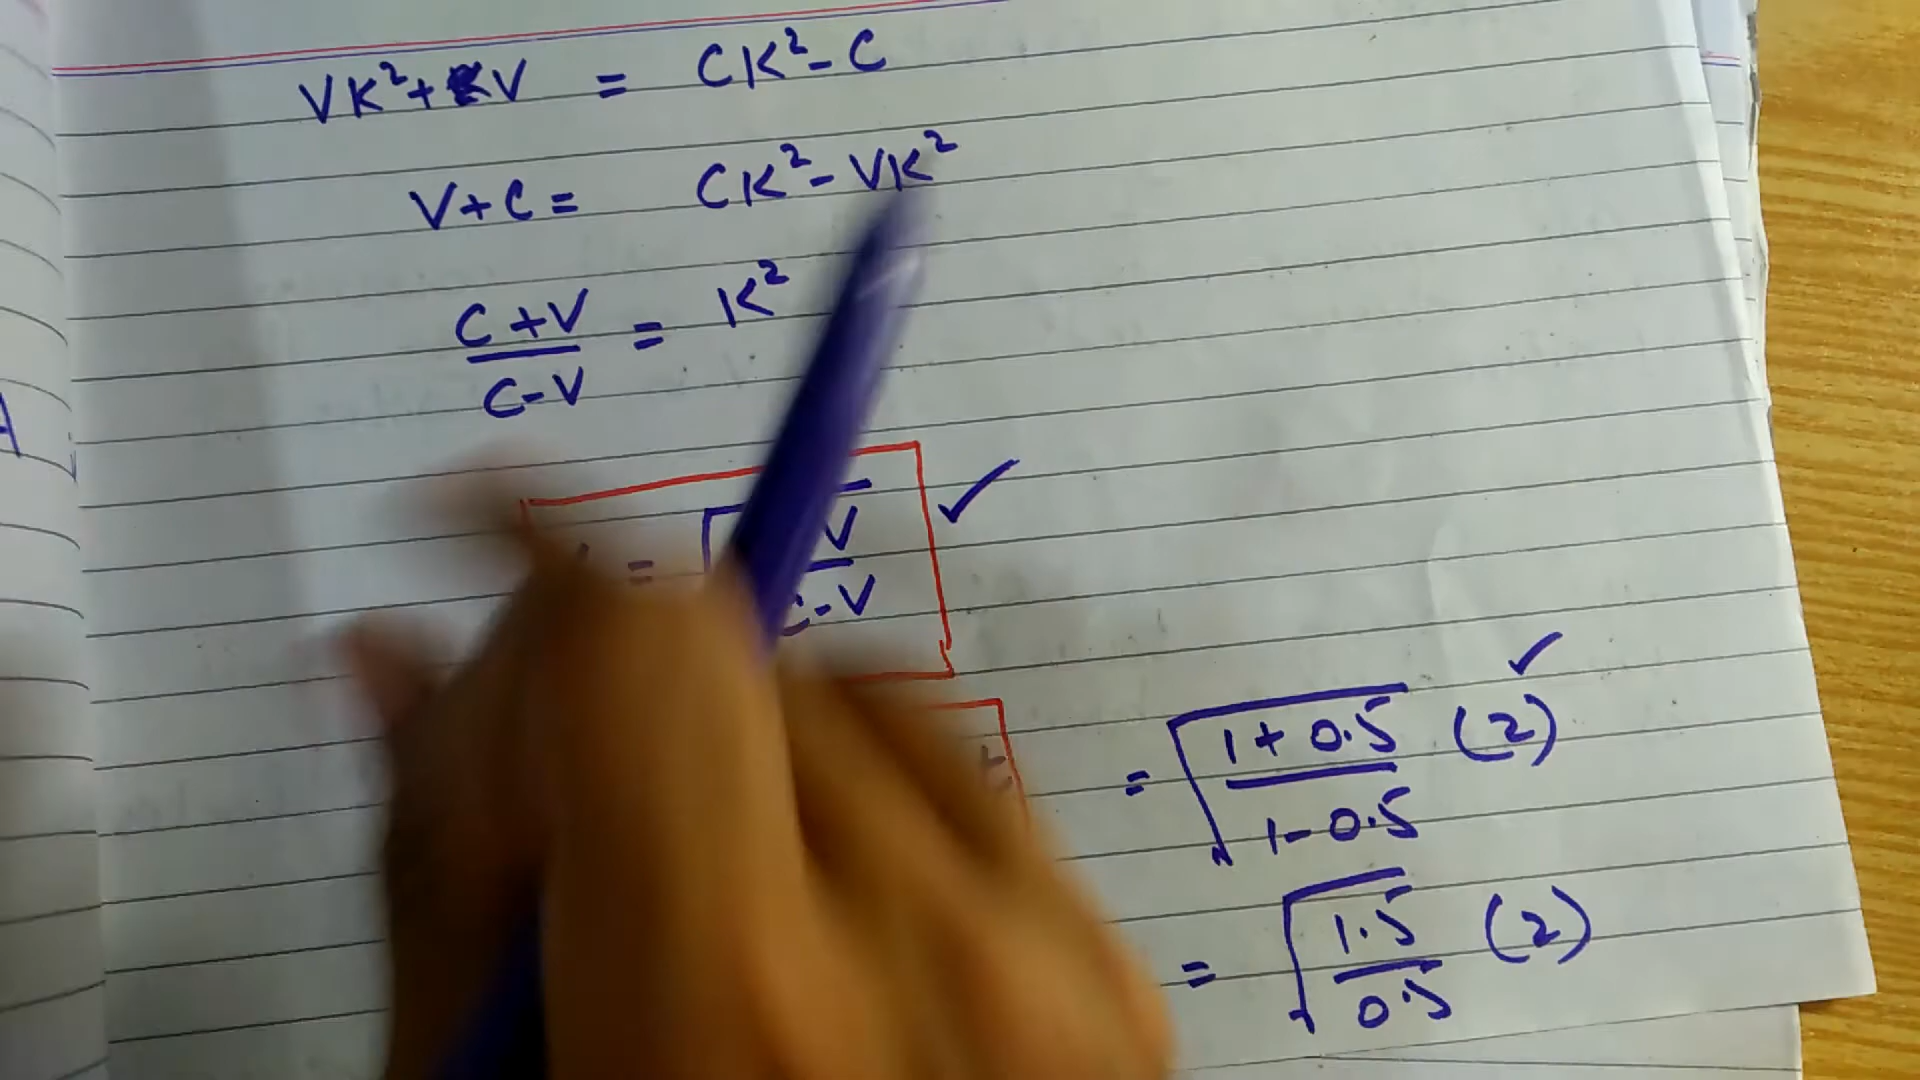 VK²+V = CK²-C
V+C = CK²-VK²
C+V/C-V = K²
= √ V/C-V ✓
= √1+0.5/1-0.5 (2) ✓
= √1.5/0.5 (2)